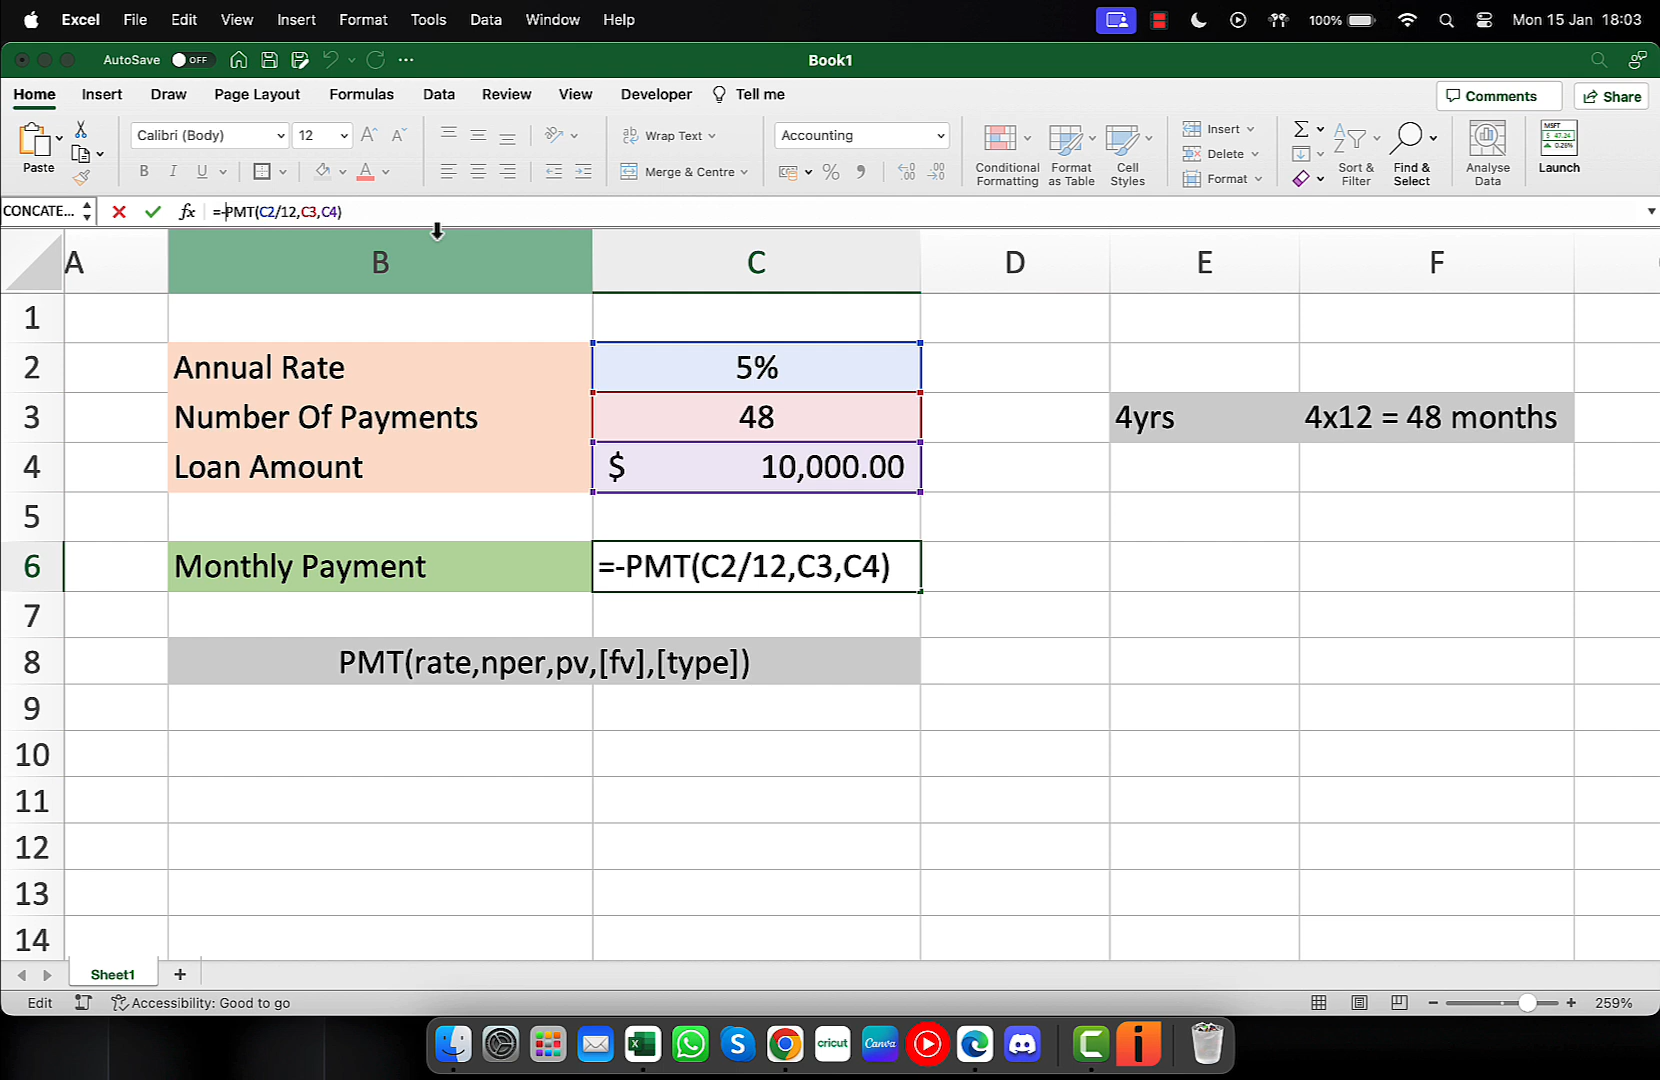 Excel File Edit View Insert Format Tools Data Window Help 100% Mon 15 Jan 18:03
AutoSave OFF Book1
Home Insert Draw Page Layout Formulas Data Review View Developer Tell me Comments Share
Paste Calibri (Body) 12 A A Wrap Text Accounting Conditional Formatting Format as Table Cell Styles Insert Sort & Filter Find & Select Analyse Data MSFT 47.24 0.26% Launch
Delete
B I U A Merge & Centre % Format
CONCATE... fx =-PMT(C2/12,C3,C4)
A B C D E F
1
2 Annual Rate 5%
3 Number Of Payments 48 4yrs 4x12 = 48 months
4 Loan Amount $ 10,000.00
5
6 Monthly Payment =-PMT(C2/12,C3,C4)
7
8 PMT(rate,nper,pv,[fv],[type])
9
10
11
12
13
14
Sheet1 +
Edit Accessibility: Good to go − + 259%
cricut Canva